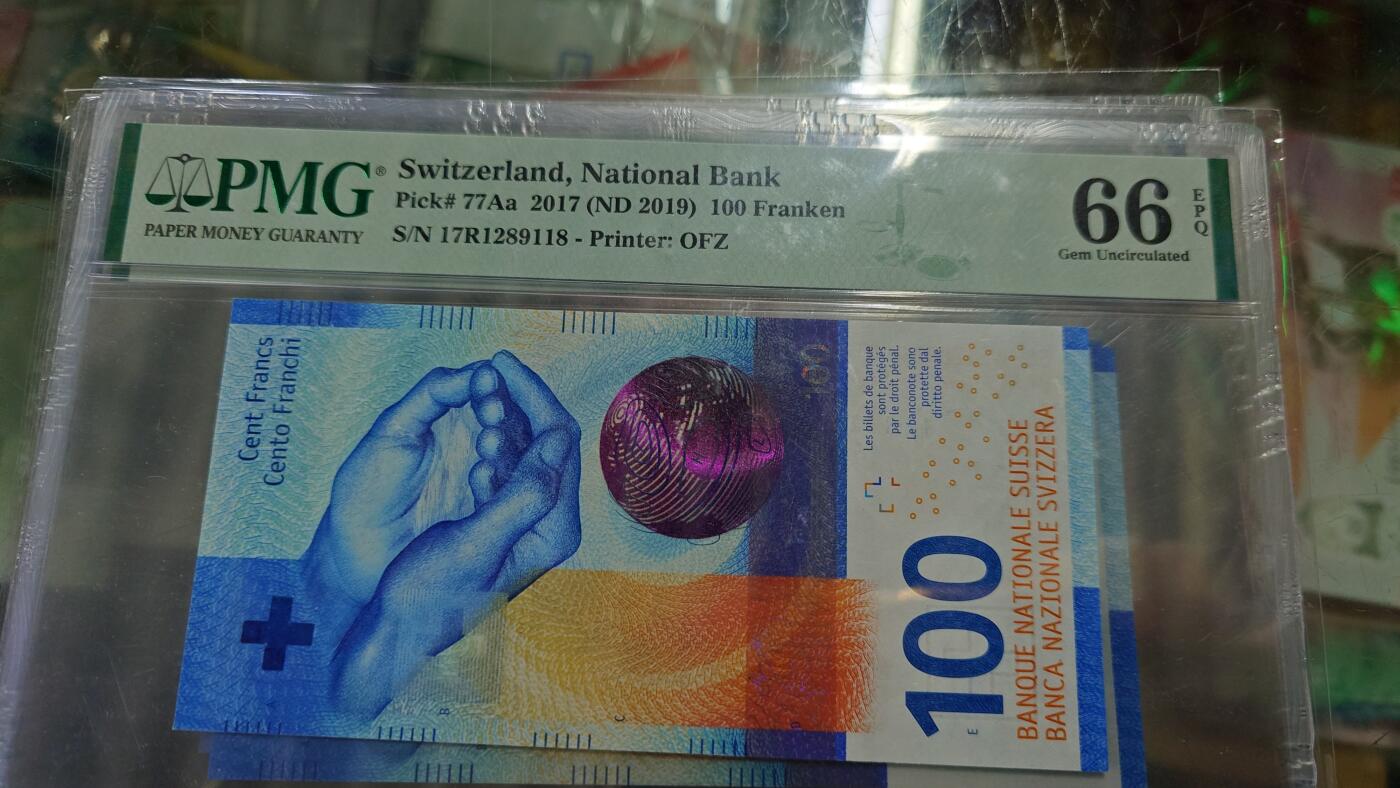 PMG®
PAPER MONEY GUARANTY
Switzerland, National Bank
Pick# 77Aa 2017 (ND 2019) 100 Franken
S/N 17R1289118 - Printer: OFZ
66
EPQ
Gem Uncirculated
Cent Francs
Cento Franchi
100
Les billets de banque
sont protégés
par le droit pénal.
Le banconote sono
protette dal
diritto penale.
100
BANQUE NATIONALE SUISSE
BANCA NAZIONALE SVIZZERA
B
C
D
E